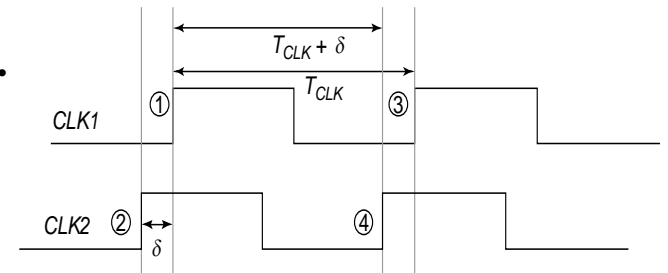 T_CLK + δ
T_CLK
① ③
CLK1
CLK2 ② ④
δ